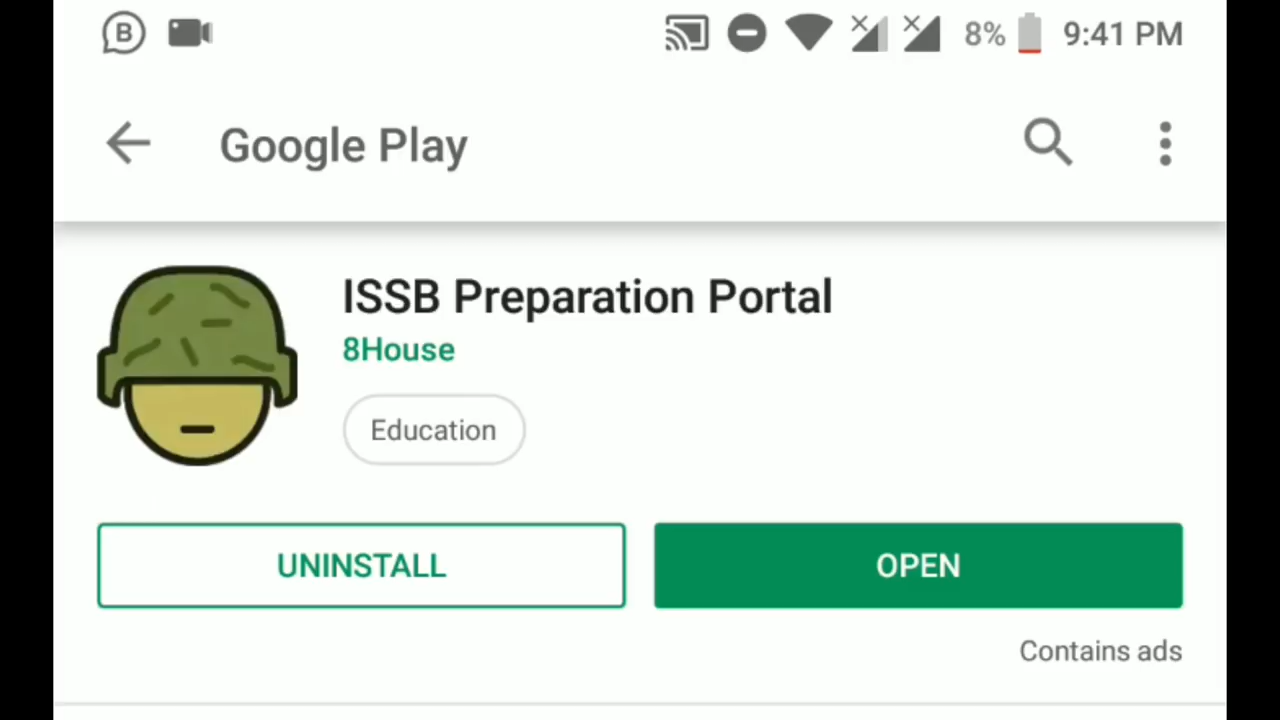 B 8% 9:41 PM
Google Play
ISSB Preparation Portal
8House
Education
UNINSTALL OPEN
Contains ads